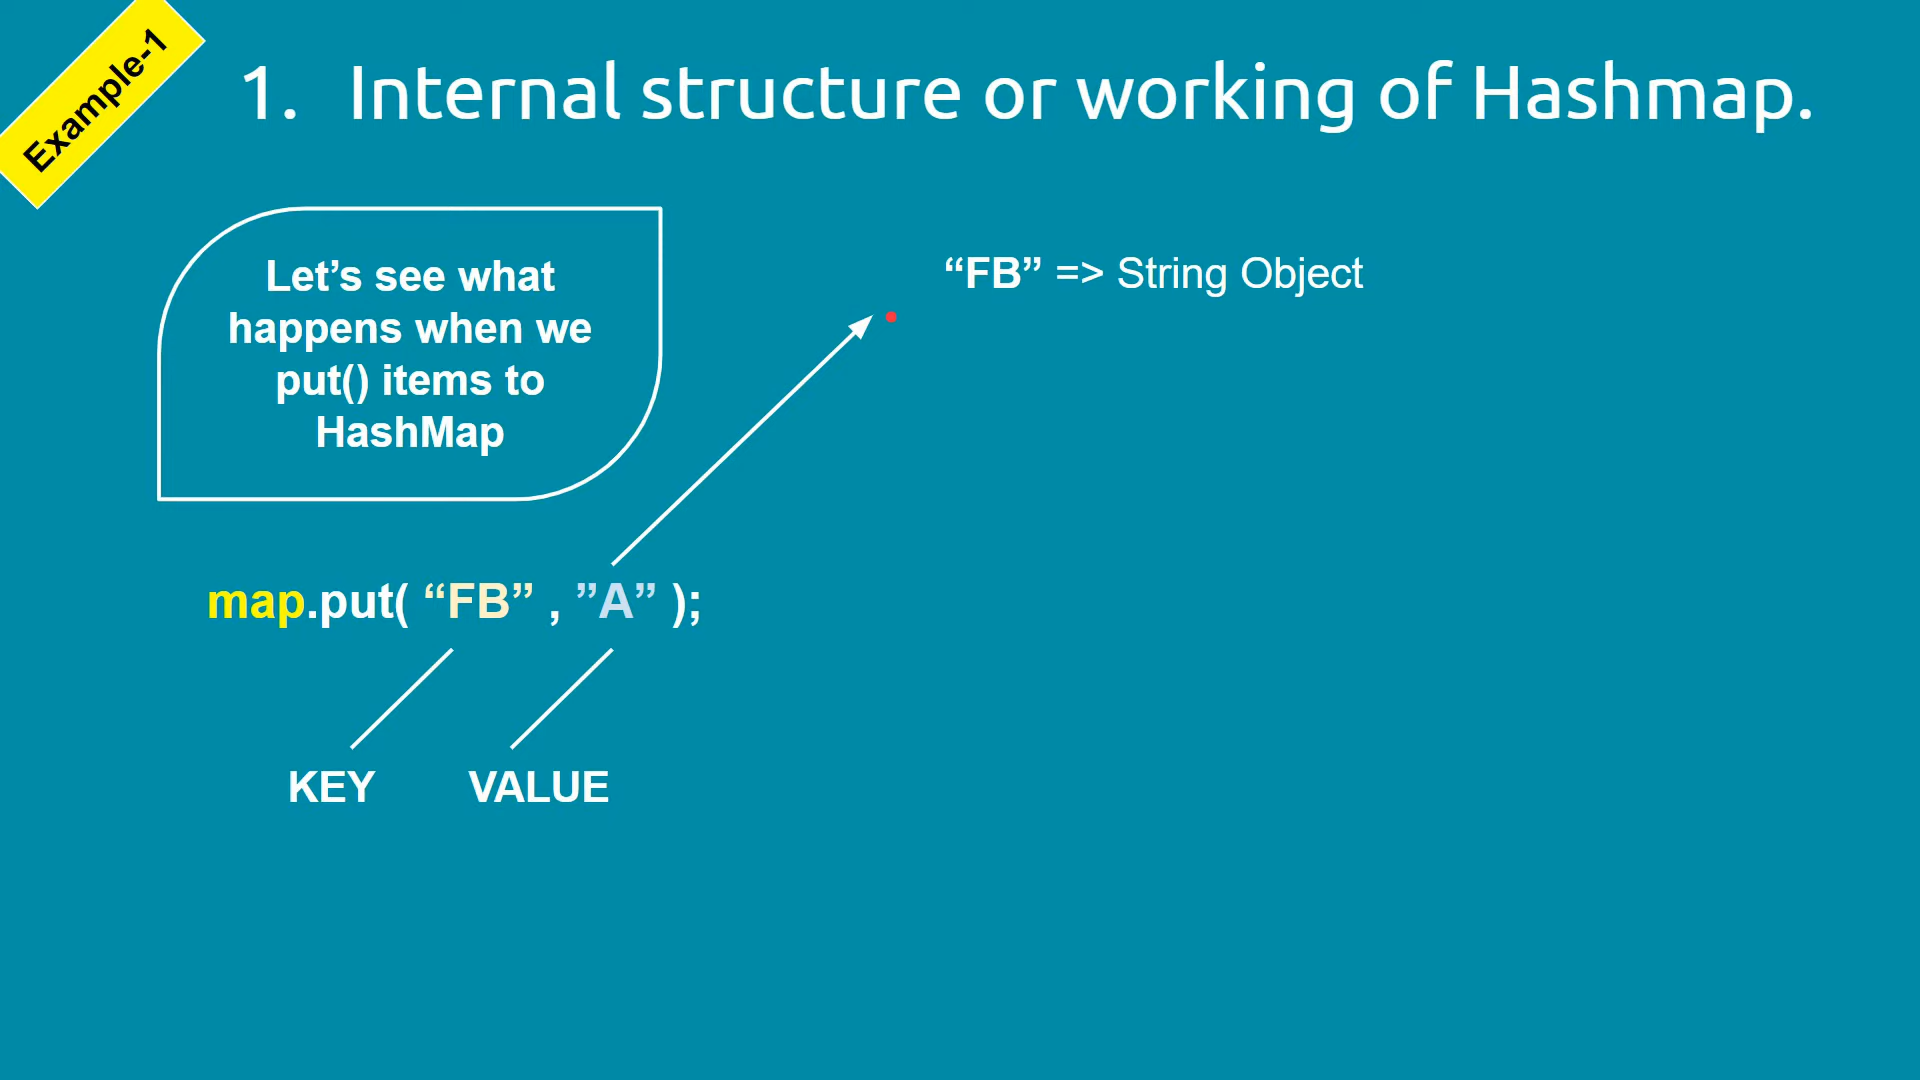 Example-1
1. Internal structure or working of Hashmap.
Let’s see what
happens when we
put() items to
HashMap
“FB” => String Object
map.put( “FB” , ”A” );
KEY VALUE